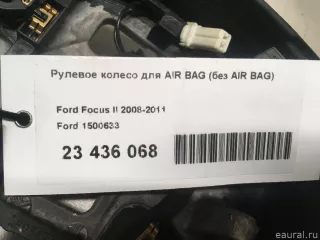 Рулевое колесо для AIR BAG (без AIR BAG)
Ford Focus II 2008-2011
Ford 1500633
23 436 068
eaural.ru